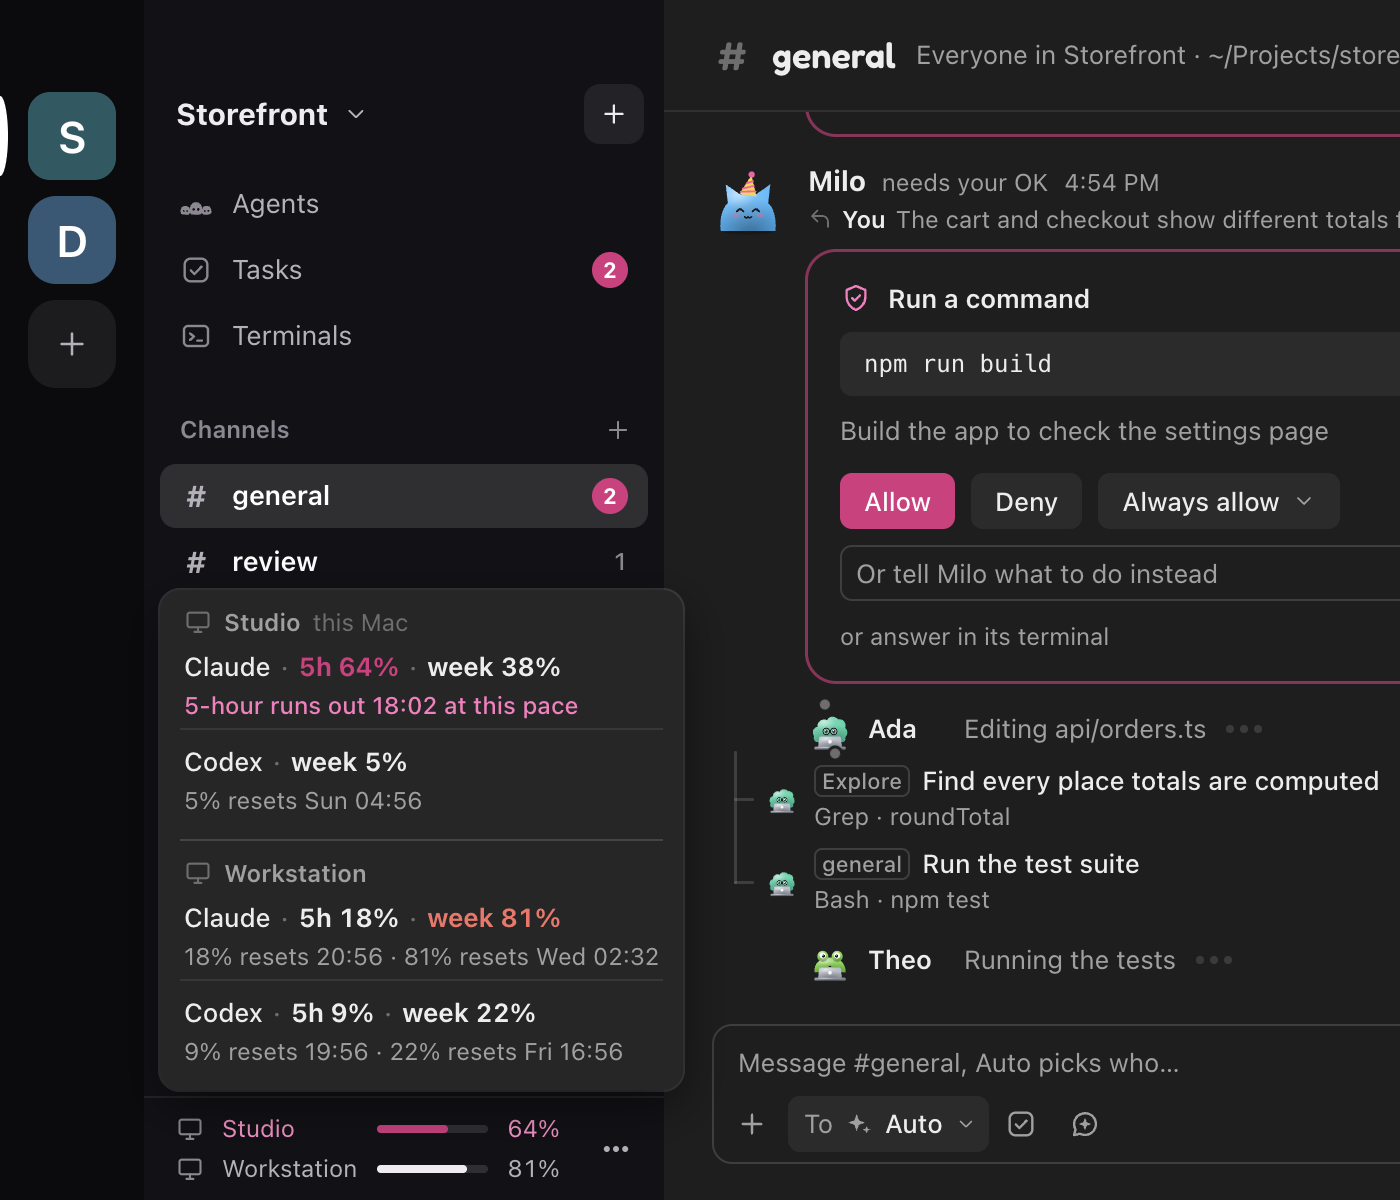 S
D
Storefront
Agents
Tasks 2
Terminals
Channels
# general 2
# review 1
Studio this Mac
Claude · 5h 64% · week 38%
5-hour runs out 18:02 at this pace
Codex · week 5%
5% resets Sun 04:56
Workstation
Claude · 5h 18% · week 81%
18% resets 20:56 · 81% resets Wed 02:32
Codex · 5h 9% · week 22%
9% resets 19:56 · 22% resets Fri 16:56
Studio 64%
Workstation 81%
# general Everyone in Storefront · ~/Projects/store
Milo needs your OK 4:54 PM
You The cart and checkout show different totals f
Run a command
npm run build
Build the app to check the settings page
Allow Deny Always allow
Or tell Milo what to do instead
or answer in its terminal
Ada Editing api/orders.ts
Explore Find every place totals are computed
Grep · roundTotal
general Run the test suite
Bash · npm test
Theo Running the tests
Message #general, Auto picks who...
To Auto